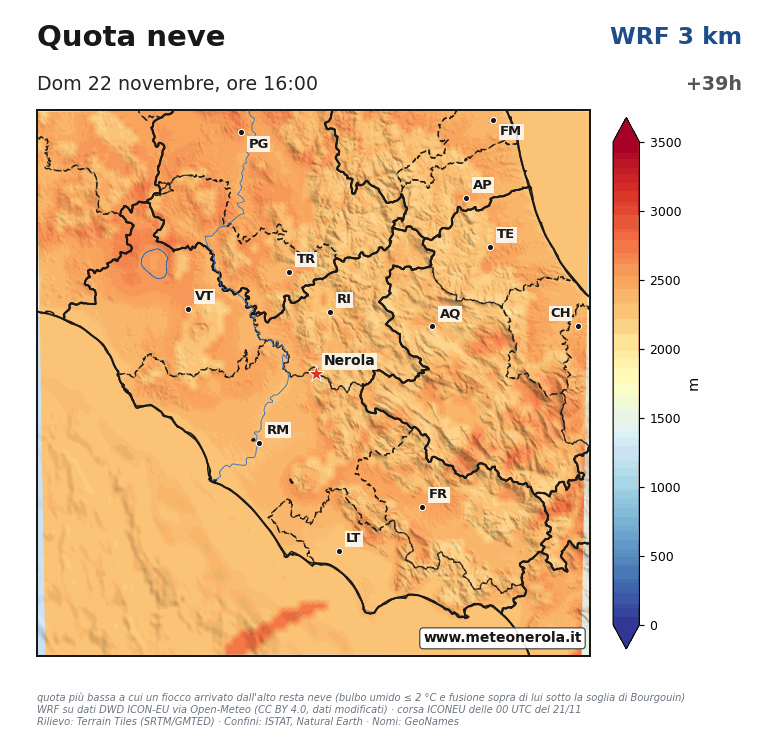 Quota neve
WRF 3 km
Dom 22 novembre, ore 16:00
+39h
PG
FM
AP
TE
TR
VT
RI
AQ
CH
Nerola
RM
FR
LT
www.meteonerola.it
3500
3000
2500
2000
1500
1000
500
0
m
quota più bassa a cui un fiocco arrivato dall'alto resta neve (bulbo umido ≤ 2 °C e fusione sopra di lui sotto la soglia di Bourgouin)
WRF su dati DWD ICON-EU via Open-Meteo (CC BY 4.0, dati modificati) · corsa ICONEU delle 00 UTC del 21/11
Rilievo: Terrain Tiles (SRTM/GMTED) · Confini: ISTAT, Natural Earth · Nomi: GeoNames